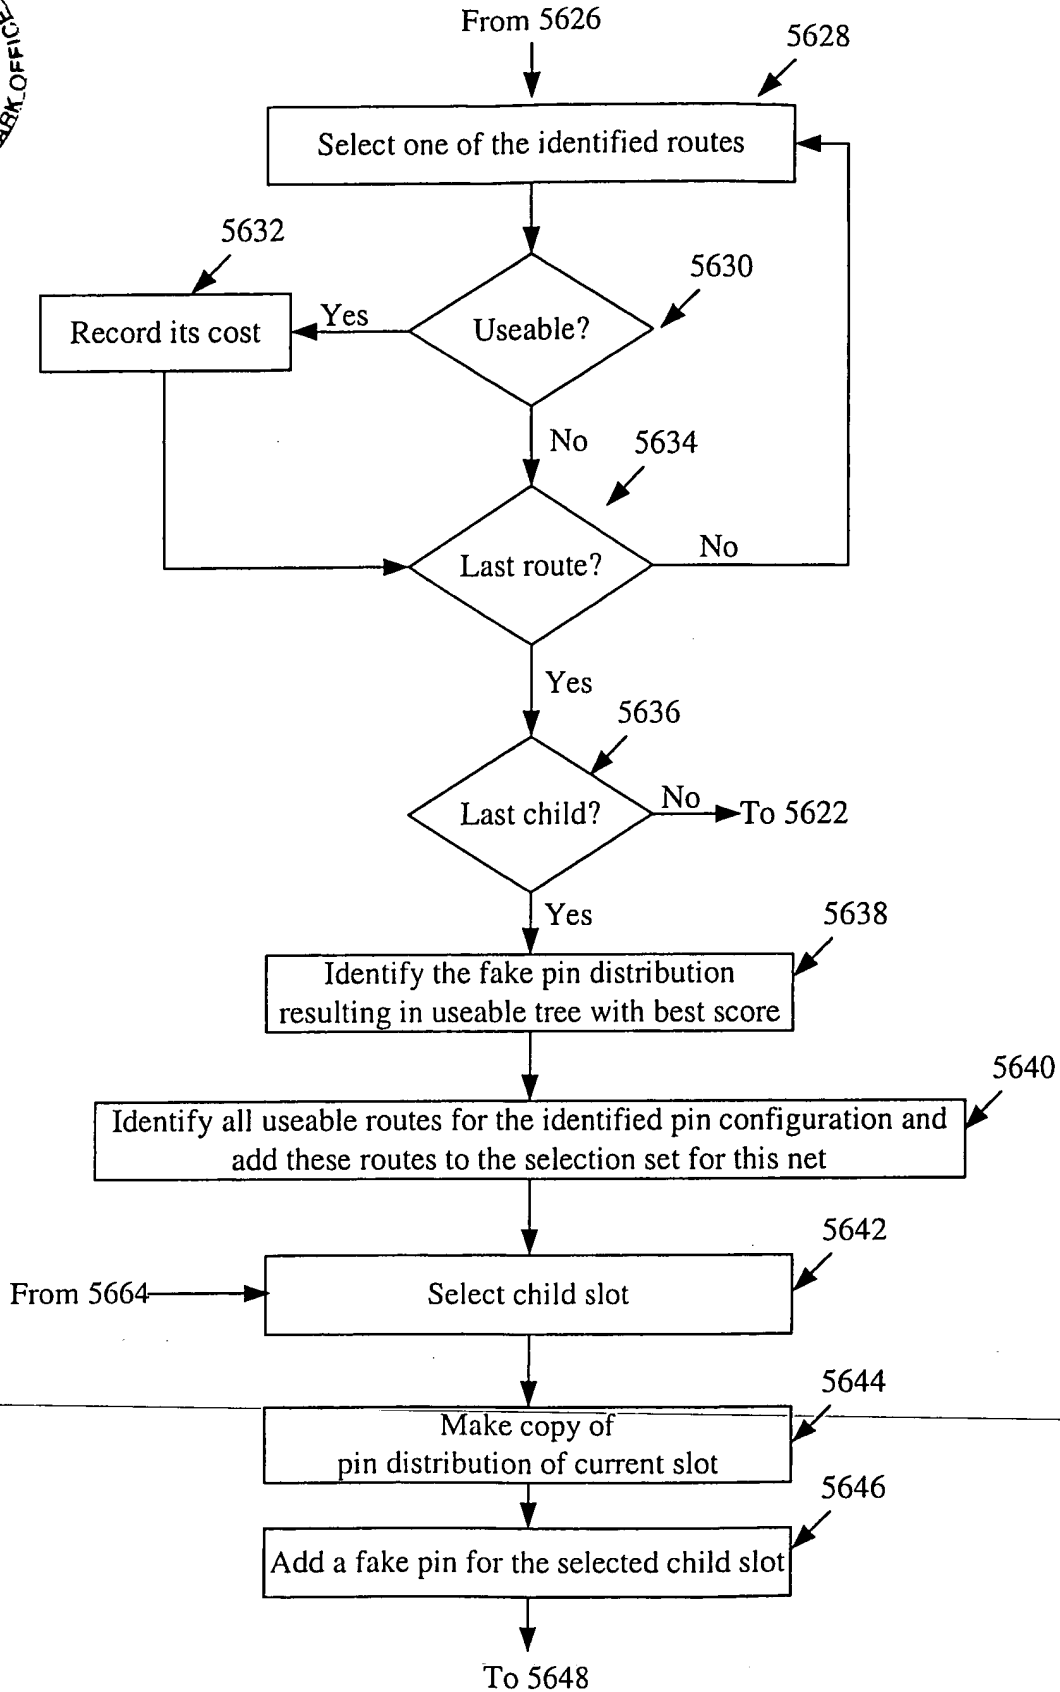 From 5626
5628
ARK OFFICE
Select one of the identified routes
5632
5630
Record its cost
Yes
Useable?
No
5634
Last route?
No
Yes
5636
Last child?
No
To 5622
Yes
5638
Identify the fake pin distribution
resulting in useable tree with best score
5640
Identify all useable routes for the identified pin configuration and
add these routes to the selection set for this net
5642
From 5664
Select child slot
5644
Make copy of
pin distribution of current slot
5646
Add a fake pin for the selected child slot
To 5648